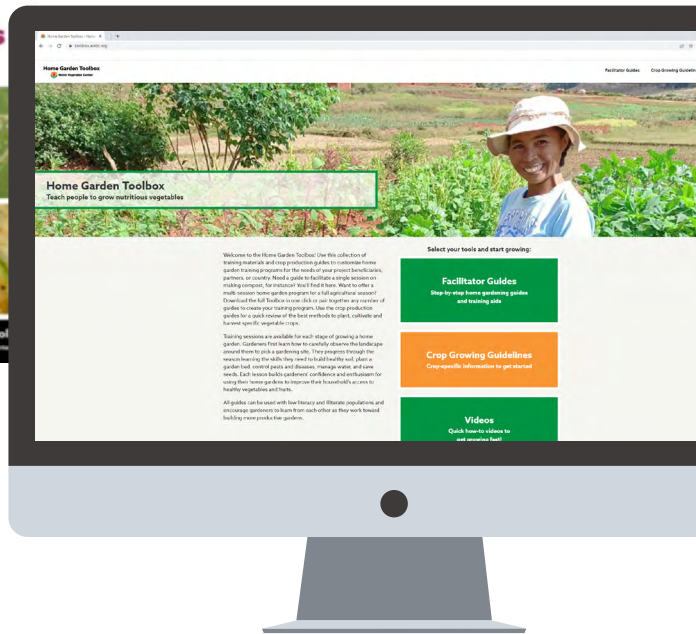 Home Garden Toolbox - Home
Home Garden Toolbox
World Vegetable Center
Facilitator Guides
Crop Growing Guidelin
Home Garden Toolbox
Teach people to grow nutritious vegetables
Welcome to the Home Garden Toolbox! Use this collection of
training materials and crop production guides to customize home
garden training programs for the needs of your project beneficiaries,
partners, or country. Need a guide to facilitate a single session on
making compost, for instance? You'll find it here. Want to offer a
multi-session home garden program for a full agricultural season?
Download the full Toolbox in one click or pair together any number of
guides to create your training program. Use the crop production
guides for a quick review of the best methods to plant, cultivate and
harvest specific vegetable crops.
Training sessions are available for each stage of growing a home
garden. Gardeners first learn how to carefully observe the landscape
around them to pick a gardening site. They progress through the
season learning the skills they need to build healthy soil, plant a
garden bed, control pests and diseases, manage water, and save
seeds. Each lesson builds gardeners' confidence and enthusiasm for
using their home gardens to improve their household's access to
healthy vegetables and fruits.
All guides can be used with low literacy and illiterate populations and
encourage gardeners to learn from each other as they work toward
building more productive gardens.
Select your tools and start growing:
Facilitator Guides
Step-by-step home gardening guides
and training aids
Crop Growing Guidelines
Crop-specific information to get started
Videos
Quick how-to videos to
get growing fast!